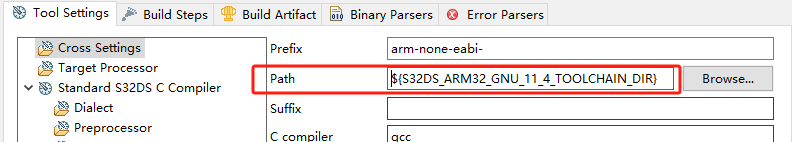 Tool Settings Build Steps Build Artifact Binary Parsers Error Parsers
Cross Settings
Target Processor
Standard S32DS C Compiler
Dialect
Preprocessor
Prefix arm-none-eabi-
Path ${S32DS_ARM32_GNU_11_4_TOOLCHAIN_DIR} Browse...
Suffix
C compiler gcc